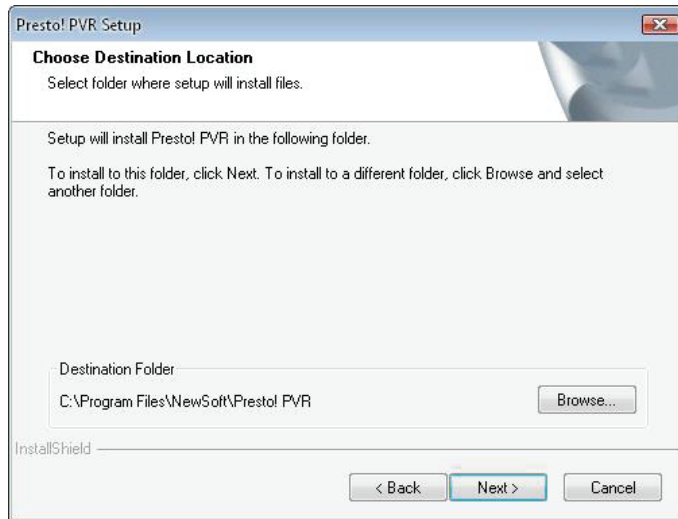 Presto! PVR Setup
Choose Destination Location
Select folder where setup will install files.
Setup will install Presto! PVR in the following folder.
To install to this folder, click Next. To install to a different folder, click Browse and select
another folder.
Destination Folder
C:\Program Files\NewSoft\Presto! PVR
Browse...
InstallShield
< Back
Next >
Cancel